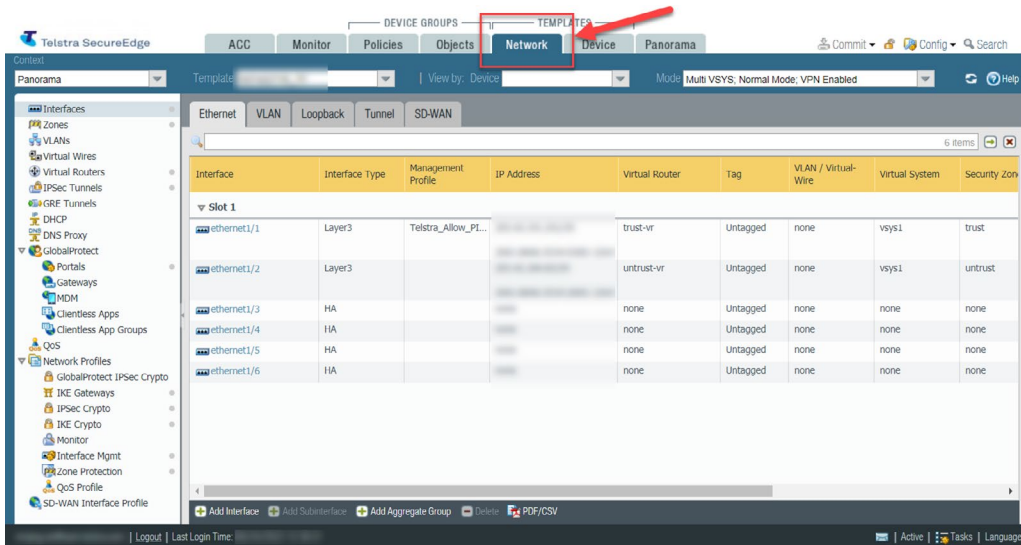 DEVICE GROUPS TEMPLATES
Telstra SecureEdge
ACC Monitor Policies Objects Network Device Panorama
Commit Config Search
Context
Panorama
Template View by: Device
Mode Multi VSYS; Normal Mode; VPN Enabled
Help
Interfaces
Zones
VLANs
Virtual Wires
Virtual Routers
IPSec Tunnels
GRE Tunnels
DHCP
DNS Proxy
GlobalProtect
Portals
Gateways
MDM
Clientless Apps
Clientless App Groups
QoS
Network Profiles
GlobalProtect IPSec Crypto
IKE Gateways
IPSec Crypto
IKE Crypto
Monitor
Interface Mgmt
Zone Protection
QoS Profile
SD-WAN Interface Profile
Ethernet VLAN Loopback Tunnel SD-WAN
6 items
Interface Interface Type Management Profile IP Address Virtual Router Tag VLAN / Virtual-Wire Virtual System Security Zon
Slot 1
ethernet1/1 Layer3 Telstra_Allow_PI... trust-vr Untagged none vsys1 trust
ethernet1/2 Layer3 untrust-vr Untagged none vsys1 untrust
ethernet1/3 HA none Untagged none none none
ethernet1/4 HA none Untagged none none none
ethernet1/5 HA none Untagged none none none
ethernet1/6 HA none Untagged none none none
Add Interface Add Subinterface Add Aggregate Group Delete PDF/CSV
| Logout | Last Login Time:
| Active | Tasks | Language